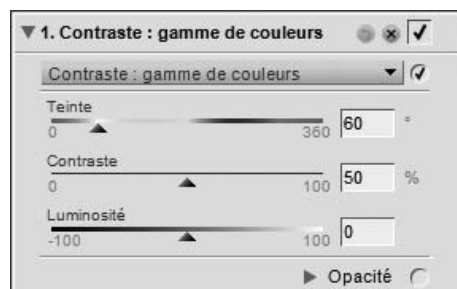 1. Contraste : gamme de couleurs
Contraste : gamme de couleurs
Teinte
0 360 60 °
Contraste
0 100 50 %
Luminosité
-100 100 0
Opacité